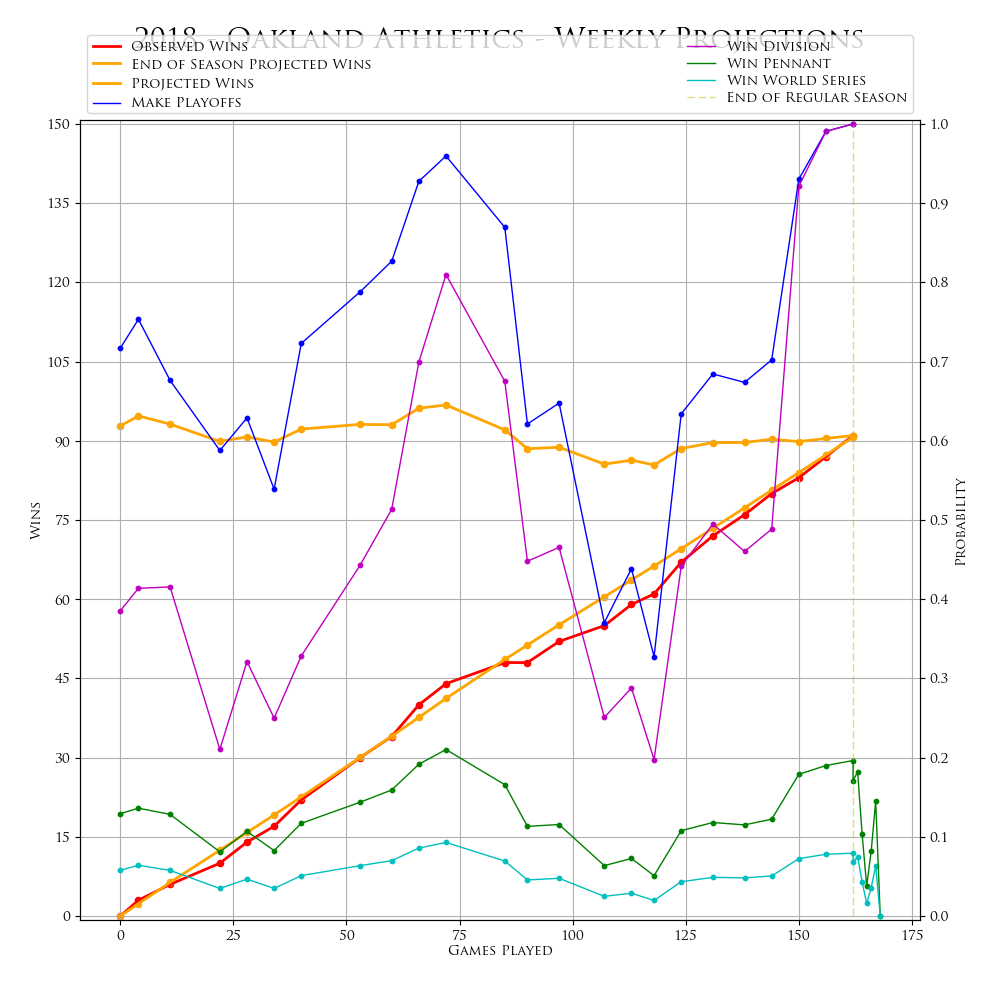 2018 - Oakland Athletics - Weekly Projections
Observed Wins
End of Season Projected Wins
Projected Wins
Make Playoffs
Win Division
Win Pennant
Win World Series
End of Regular Season
150
135
120
105
90
75
60
45
30
15
0
Wins
1.0
0.9
0.8
0.7
0.6
0.5
0.4
0.3
0.2
0.1
0.0
Probability
0 25 50 75 100 125 150 175
Games Played